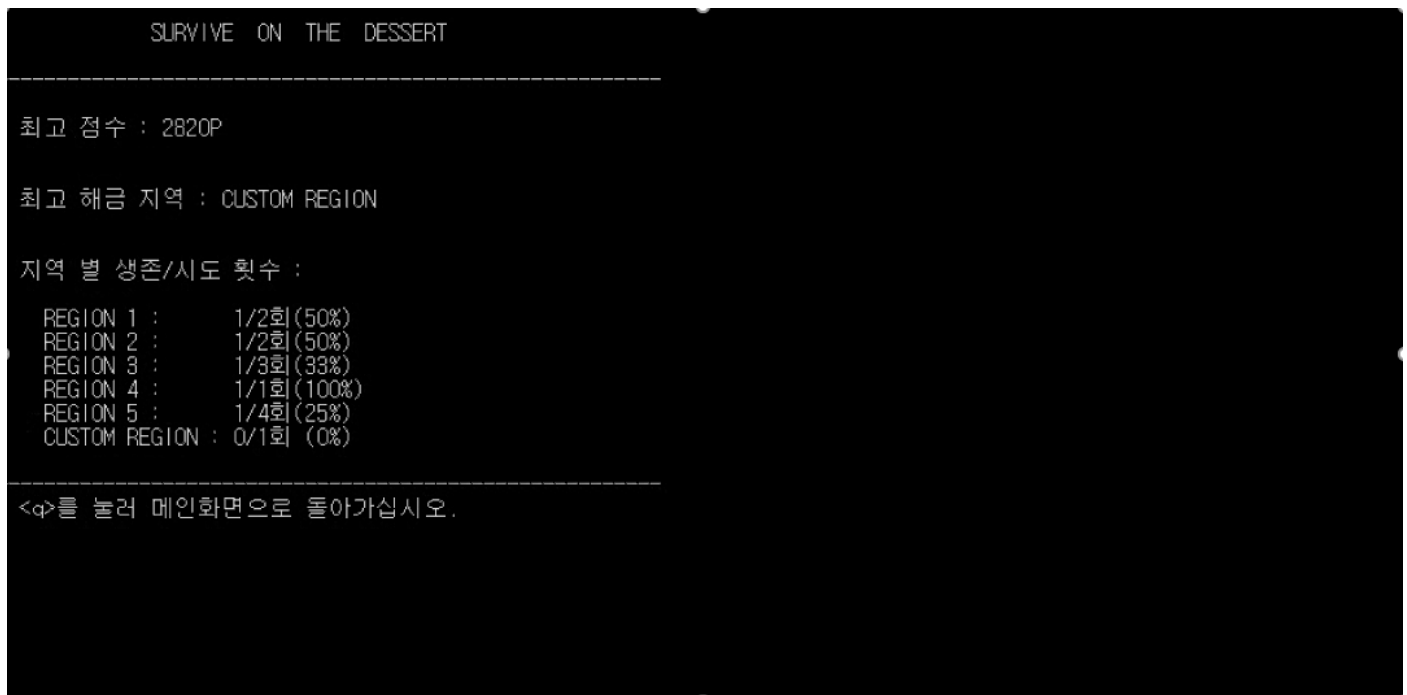 SURVIVE ON THE DESSERT
------------------------------------------------------
최고 점수 : 2820P
최고 해금 지역 : CUSTOM REGION
지역 별 생존/시도 횟수 :
REGION 1 : 1/2회(50%)
REGION 2 : 1/2회(50%)
REGION 3 : 1/3회(33%)
REGION 4 : 1/1회(100%)
REGION 5 : 1/4회(25%)
CUSTOM REGION : 0/1회 (0%)
------------------------------------------------------
<q>를 눌러 메인화면으로 돌아가십시오.